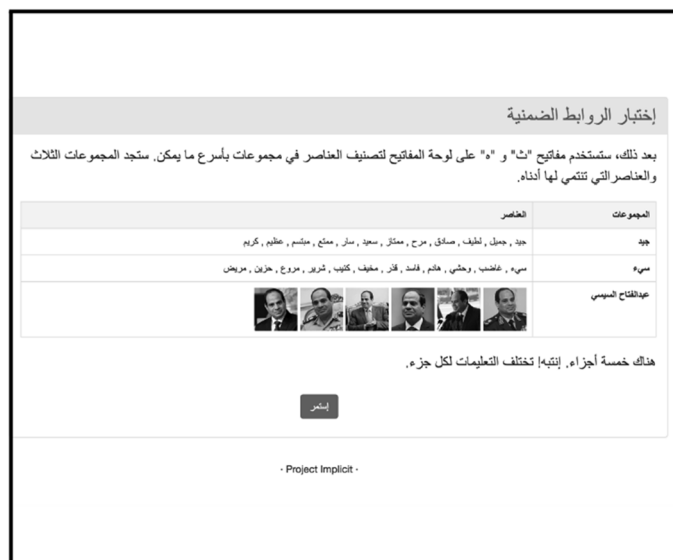 إختبار الروابط الضمنية
بعد ذلك، ستستخدم مفاتيح "ث" و "ه" على لوحة المفاتيح لتصنيف العناصر في مجموعات بأسرع ما يمكن. ستجد المجموعات الثلاث
والعناصرالتي تنتمي لها أدناه.
المجموعات العناصر
جيد جيد , جميل , لطيف , صادق , مرح , ممتاز , سعيد , سار , ممتع , مبتسم , عظيم , كريم
سيء سيء , غاضب , وحشي , هادم , فاسد , قذر , مخيف , كئيب , شرير , مروع , حزين , مريض
عبدالفتاح السيسي
هناك خمسة أجزاء. إنتبه! تختلف التعليمات لكل جزء.
إستمر
· Project Implicit ·